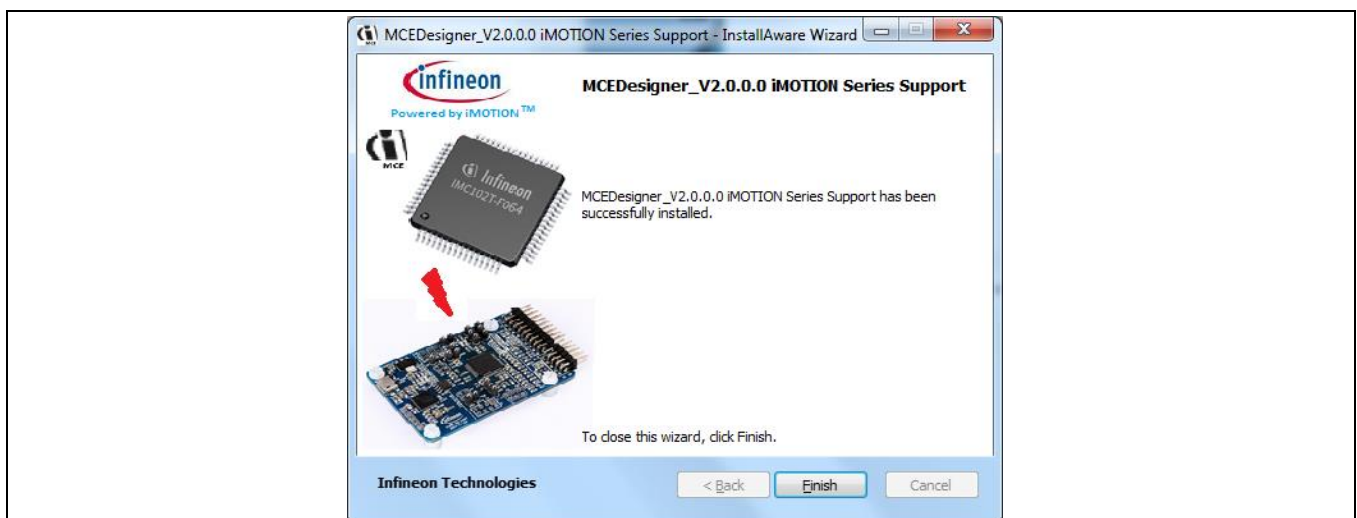 MCEDesigner_V2.0.0.0 iMOTION Series Support - InstallAware Wizard
infineon
Powered by iMOTION™
MCEDesigner_V2.0.0.0 iMOTION Series Support
MCE
Infineon
IMC102T-F064
MCEDesigner_V2.0.0.0 iMOTION Series Support has been
successfully installed.
To close this wizard, click Finish.
Infineon Technologies
< Back
Finish
Cancel